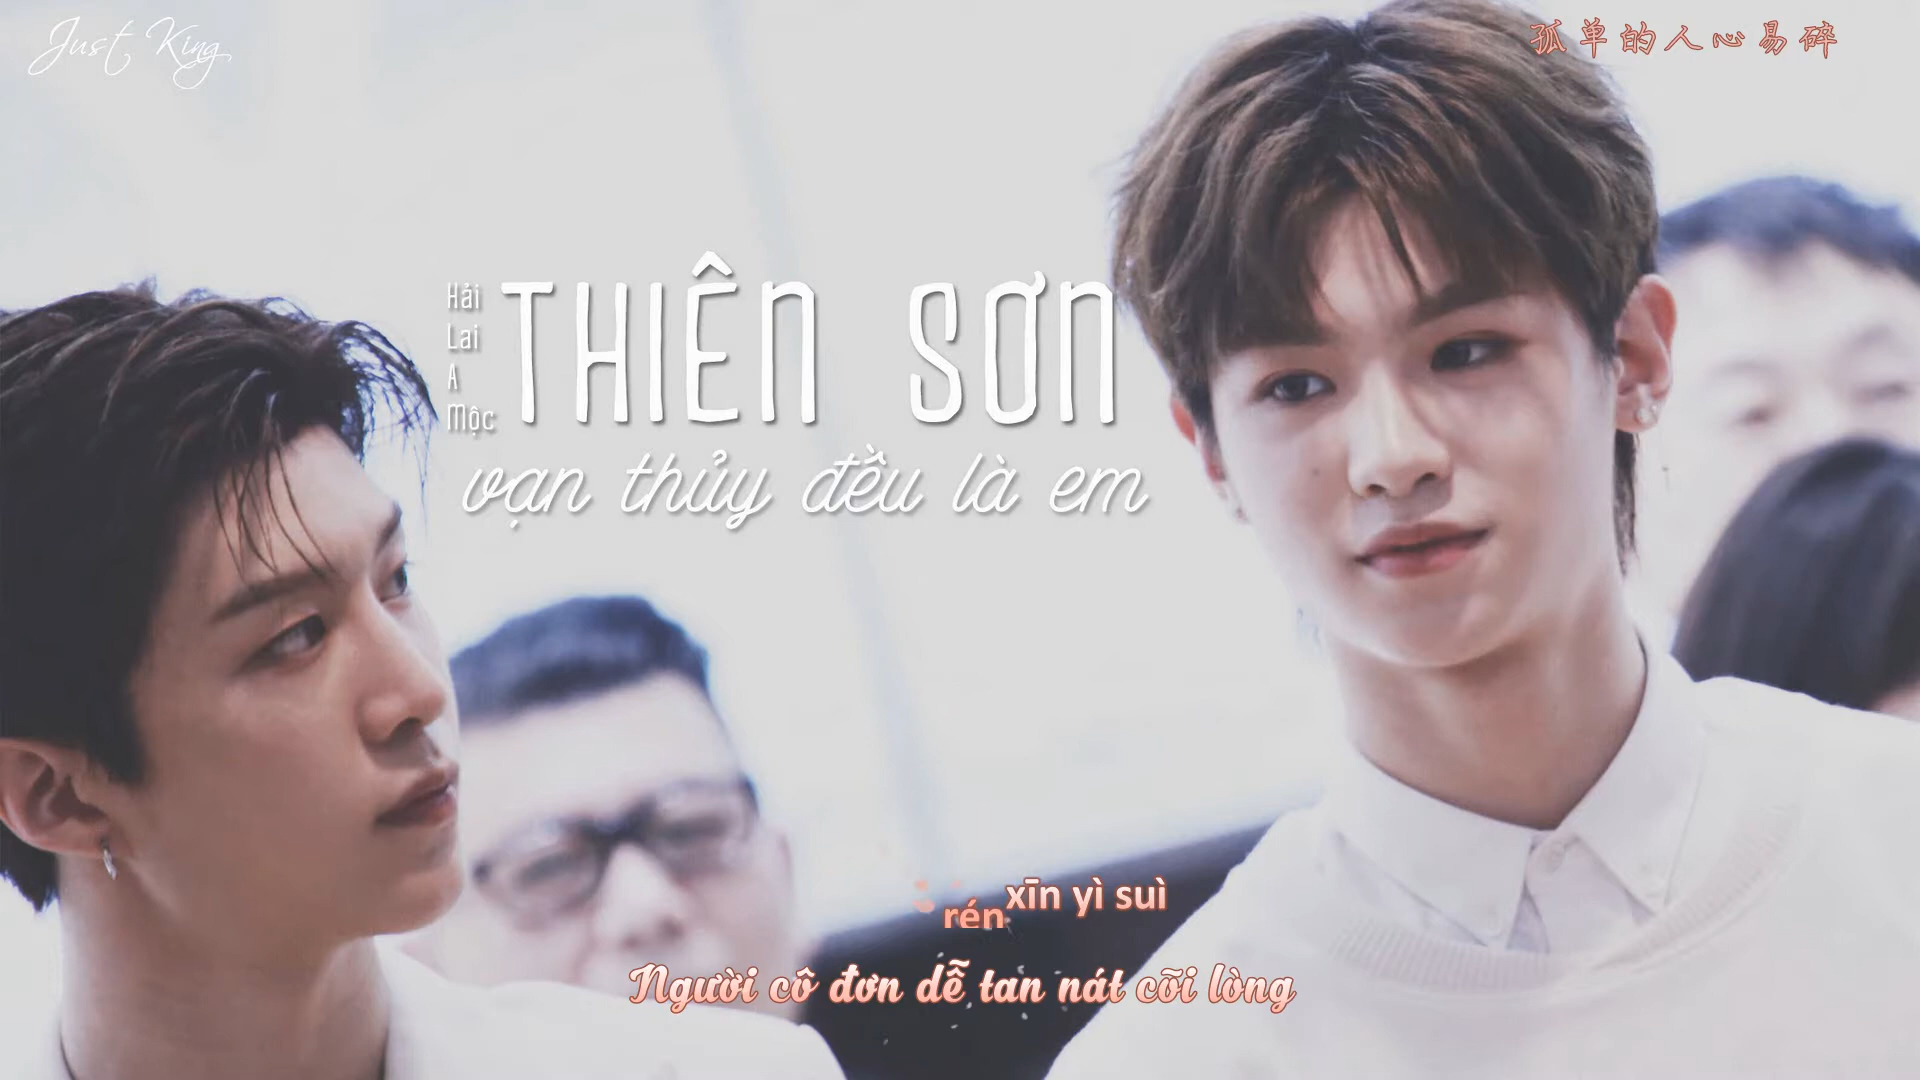 Just King
孤单的人心易碎
Hải
Lai
A
Mộc
THIÊN SƠN
vạn thủy đều là em
rén xīn yì suì
Người cô đơn dễ tan nát cõi lòng